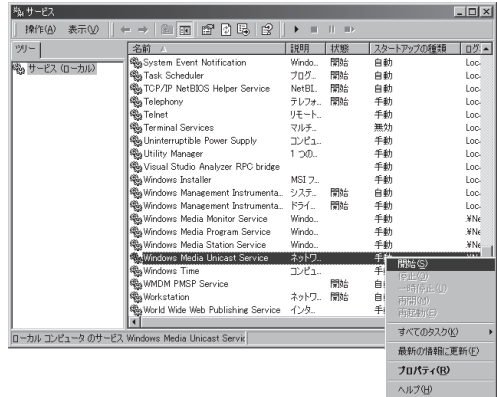 サービス
操作(A) 表示(V)
ツリー
サービス (ローカル)
名前 説明 状態 スタートアップの種類 ログ
System Event Notification Windo... 開始 自動 Loc
Task Scheduler プログ... 開始 自動 Loc
TCP/IP NetBIOS Helper Service NetBI... 開始 自動 Loc
Telephony テレフォ... 開始 手動 Loc
Telnet リモート... 手動 Loc
Terminal Services マルチ... 無効 Loc
Uninterruptible Power Supply コンピュ... 手動 Loc
Utility Manager 1 つの... 手動 Loc
Visual Studio Analyzer RPC bridge 手動 Loc
Windows Installer MSI フ... 手動 Loc
Windows Management Instrumenta... システ... 開始 自動 Loc
Windows Management Instrumenta... ドライ... 開始 手動 Loc
Windows Media Monitor Service Windo... 手動 .¥Ne
Windows Media Program Service Windo... 手動 .¥Ne
Windows Media Station Service Windo... 手動 .¥Ne
Windows Media Unicast Service ネットワ... 手動
Windows Time コンピュ... 手
WMDM PMSP Service 開始 自
Workstation ネットワ... 開始 自
World Wide Web Publishing Service インタ... 手
開始(S)
停止(O)
一時停止(U)
再開(M)
再起動(E)
すべてのタスク(K)
最新の情報に更新(F)
プロパティ(R)
ヘルプ(H)
ローカル コンピュータ のサービス Windows Media Unicast Servic